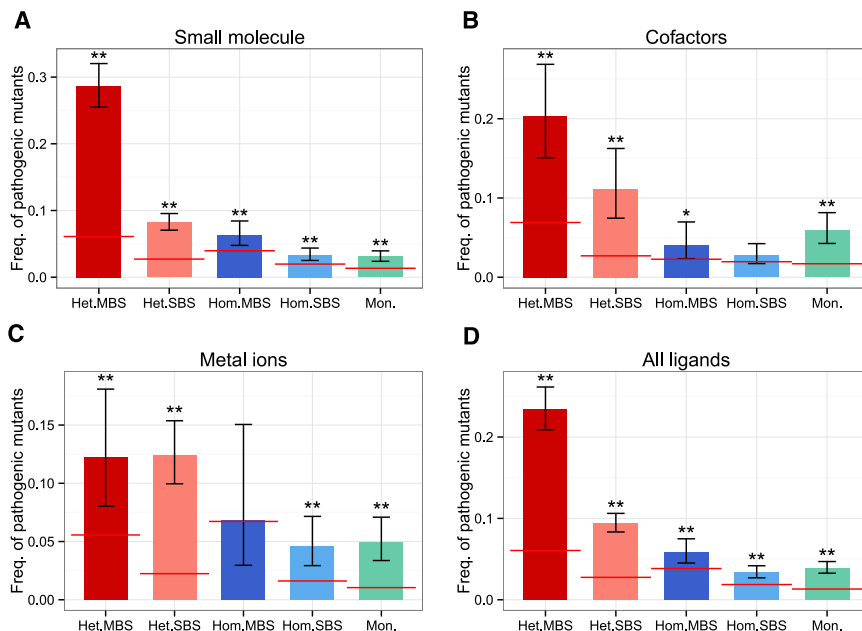 A
Small molecule
Freq. of pathogenic mutants
0.3
0.2
0.1
0.0
** ** ** ** **
Het.MBS Het.SBS Hom.MBS Hom.SBS Mon.
B
Cofactors
Freq. of pathogenic mutants
0.2
0.1
0.0
** ** * **
Het.MBS Het.SBS Hom.MBS Hom.SBS Mon.
C
Metal ions
Freq. of pathogenic mutants
0.15
0.10
0.05
0.00
** ** ** **
Het.MBS Het.SBS Hom.MBS Hom.SBS Mon.
D
All ligands
Freq. of pathogenic mutants
0.2
0.1
0.0
** ** ** ** **
Het.MBS Het.SBS Hom.MBS Hom.SBS Mon.